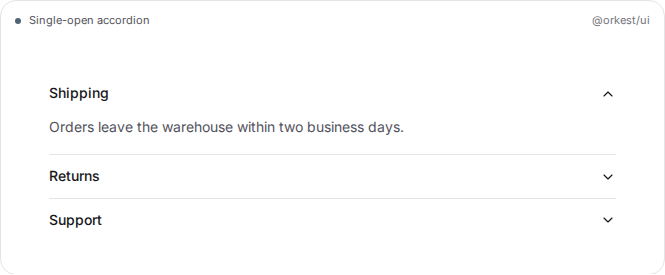 Single-open accordion
@orkest/ui
Shipping
Orders leave the warehouse within two business days.
Returns
Support